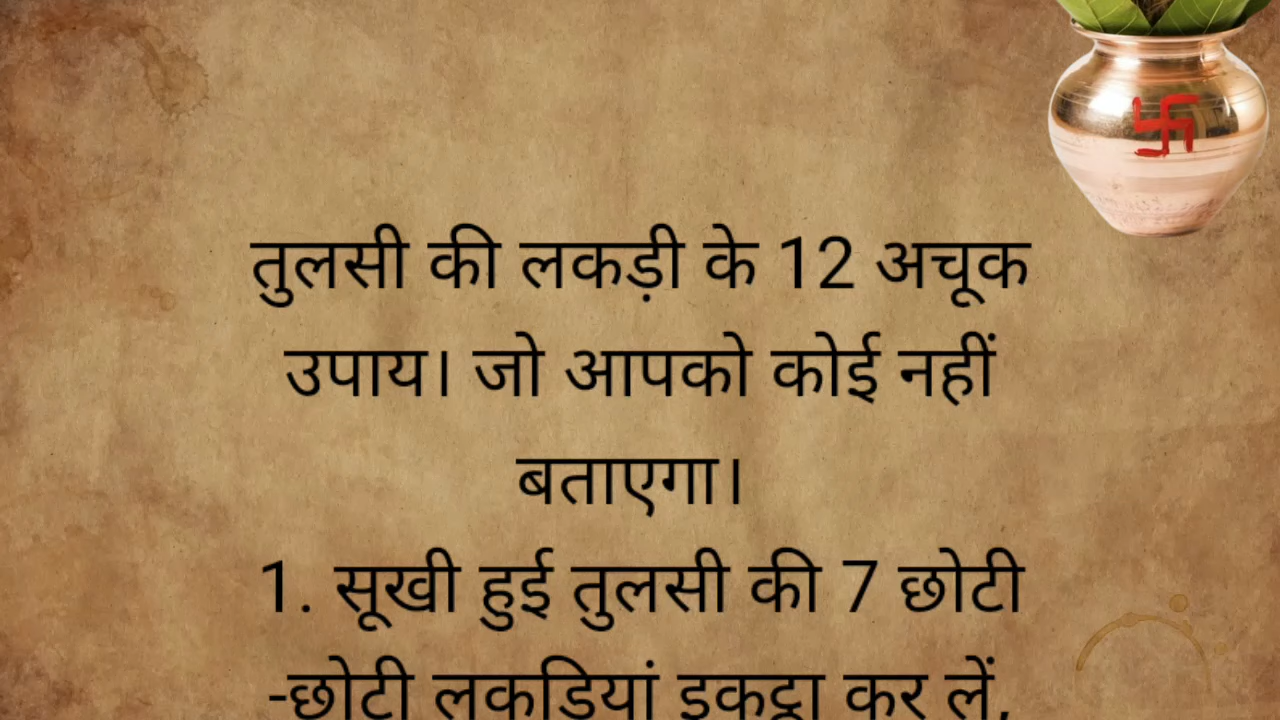 तुलसी की लकड़ी के 12 अचूक
उपाय। जो आपको कोई नहीं
बताएगा।
1. सूखी हुई तुलसी की 7 छोटी
-छोटी लकड़ियां इकट्ठा कर लें,